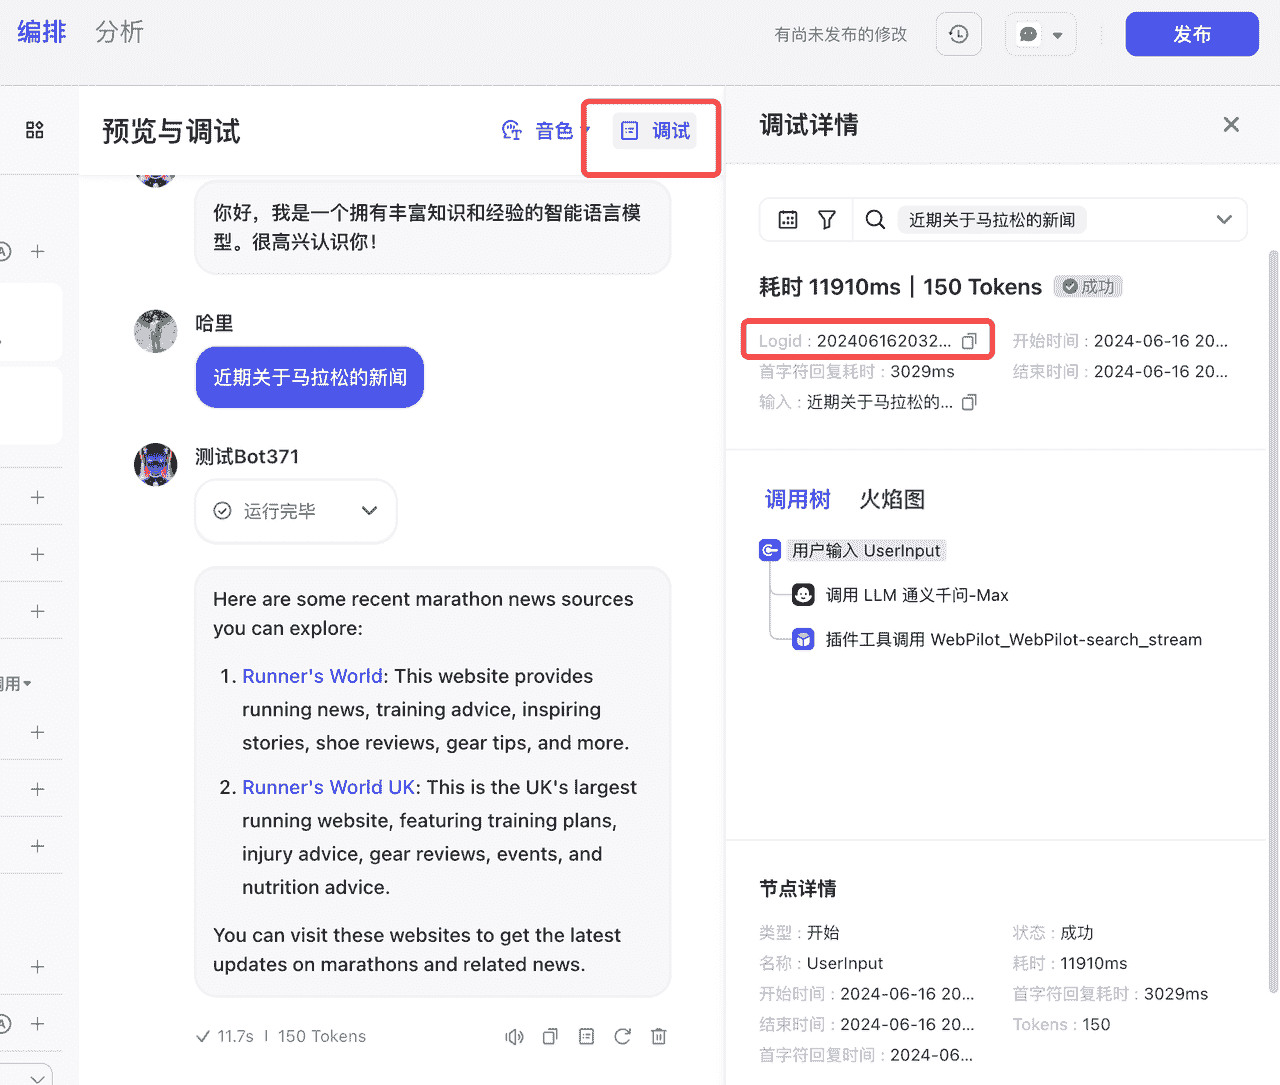 编排 分析
有尚未发布的修改
发布
预览与调试
音色
调试
你好，我是一个拥有丰富知识和经验的智能语言模
型。很高兴认识你！
哈里
近期关于马拉松的新闻
测试Bot371
运行完毕
Here are some recent marathon news sources
you can explore:
1. Runner's World: This website provides
running news, training advice, inspiring
stories, shoe reviews, gear tips, and more.
2. Runner's World UK: This is the UK's largest
running website, featuring training plans,
injury advice, gear reviews, events, and
nutrition advice.
You can visit these websites to get the latest
updates on marathons and related news.
11.7s | 150 Tokens
调试详情
近期关于马拉松的新闻
耗时 11910ms | 150 Tokens 成功
Logid : 202406162032... 开始时间 : 2024-06-16 20...
首字符回复耗时 : 3029ms 结束时间 : 2024-06-16 20...
输入 : 近期关于马拉松的...
调用树 火焰图
用户输入 UserInput
调用 LLM 通义千问-Max
插件工具调用 WebPilot_WebPilot-search_stream
节点详情
类型 : 开始 状态 : 成功
名称 : UserInput 耗时 : 11910ms
开始时间 : 2024-06-16 20... 首字符回复耗时 : 3029ms
结束时间 : 2024-06-16 20... Tokens : 150
首字符回复时间 : 2024-06...
用